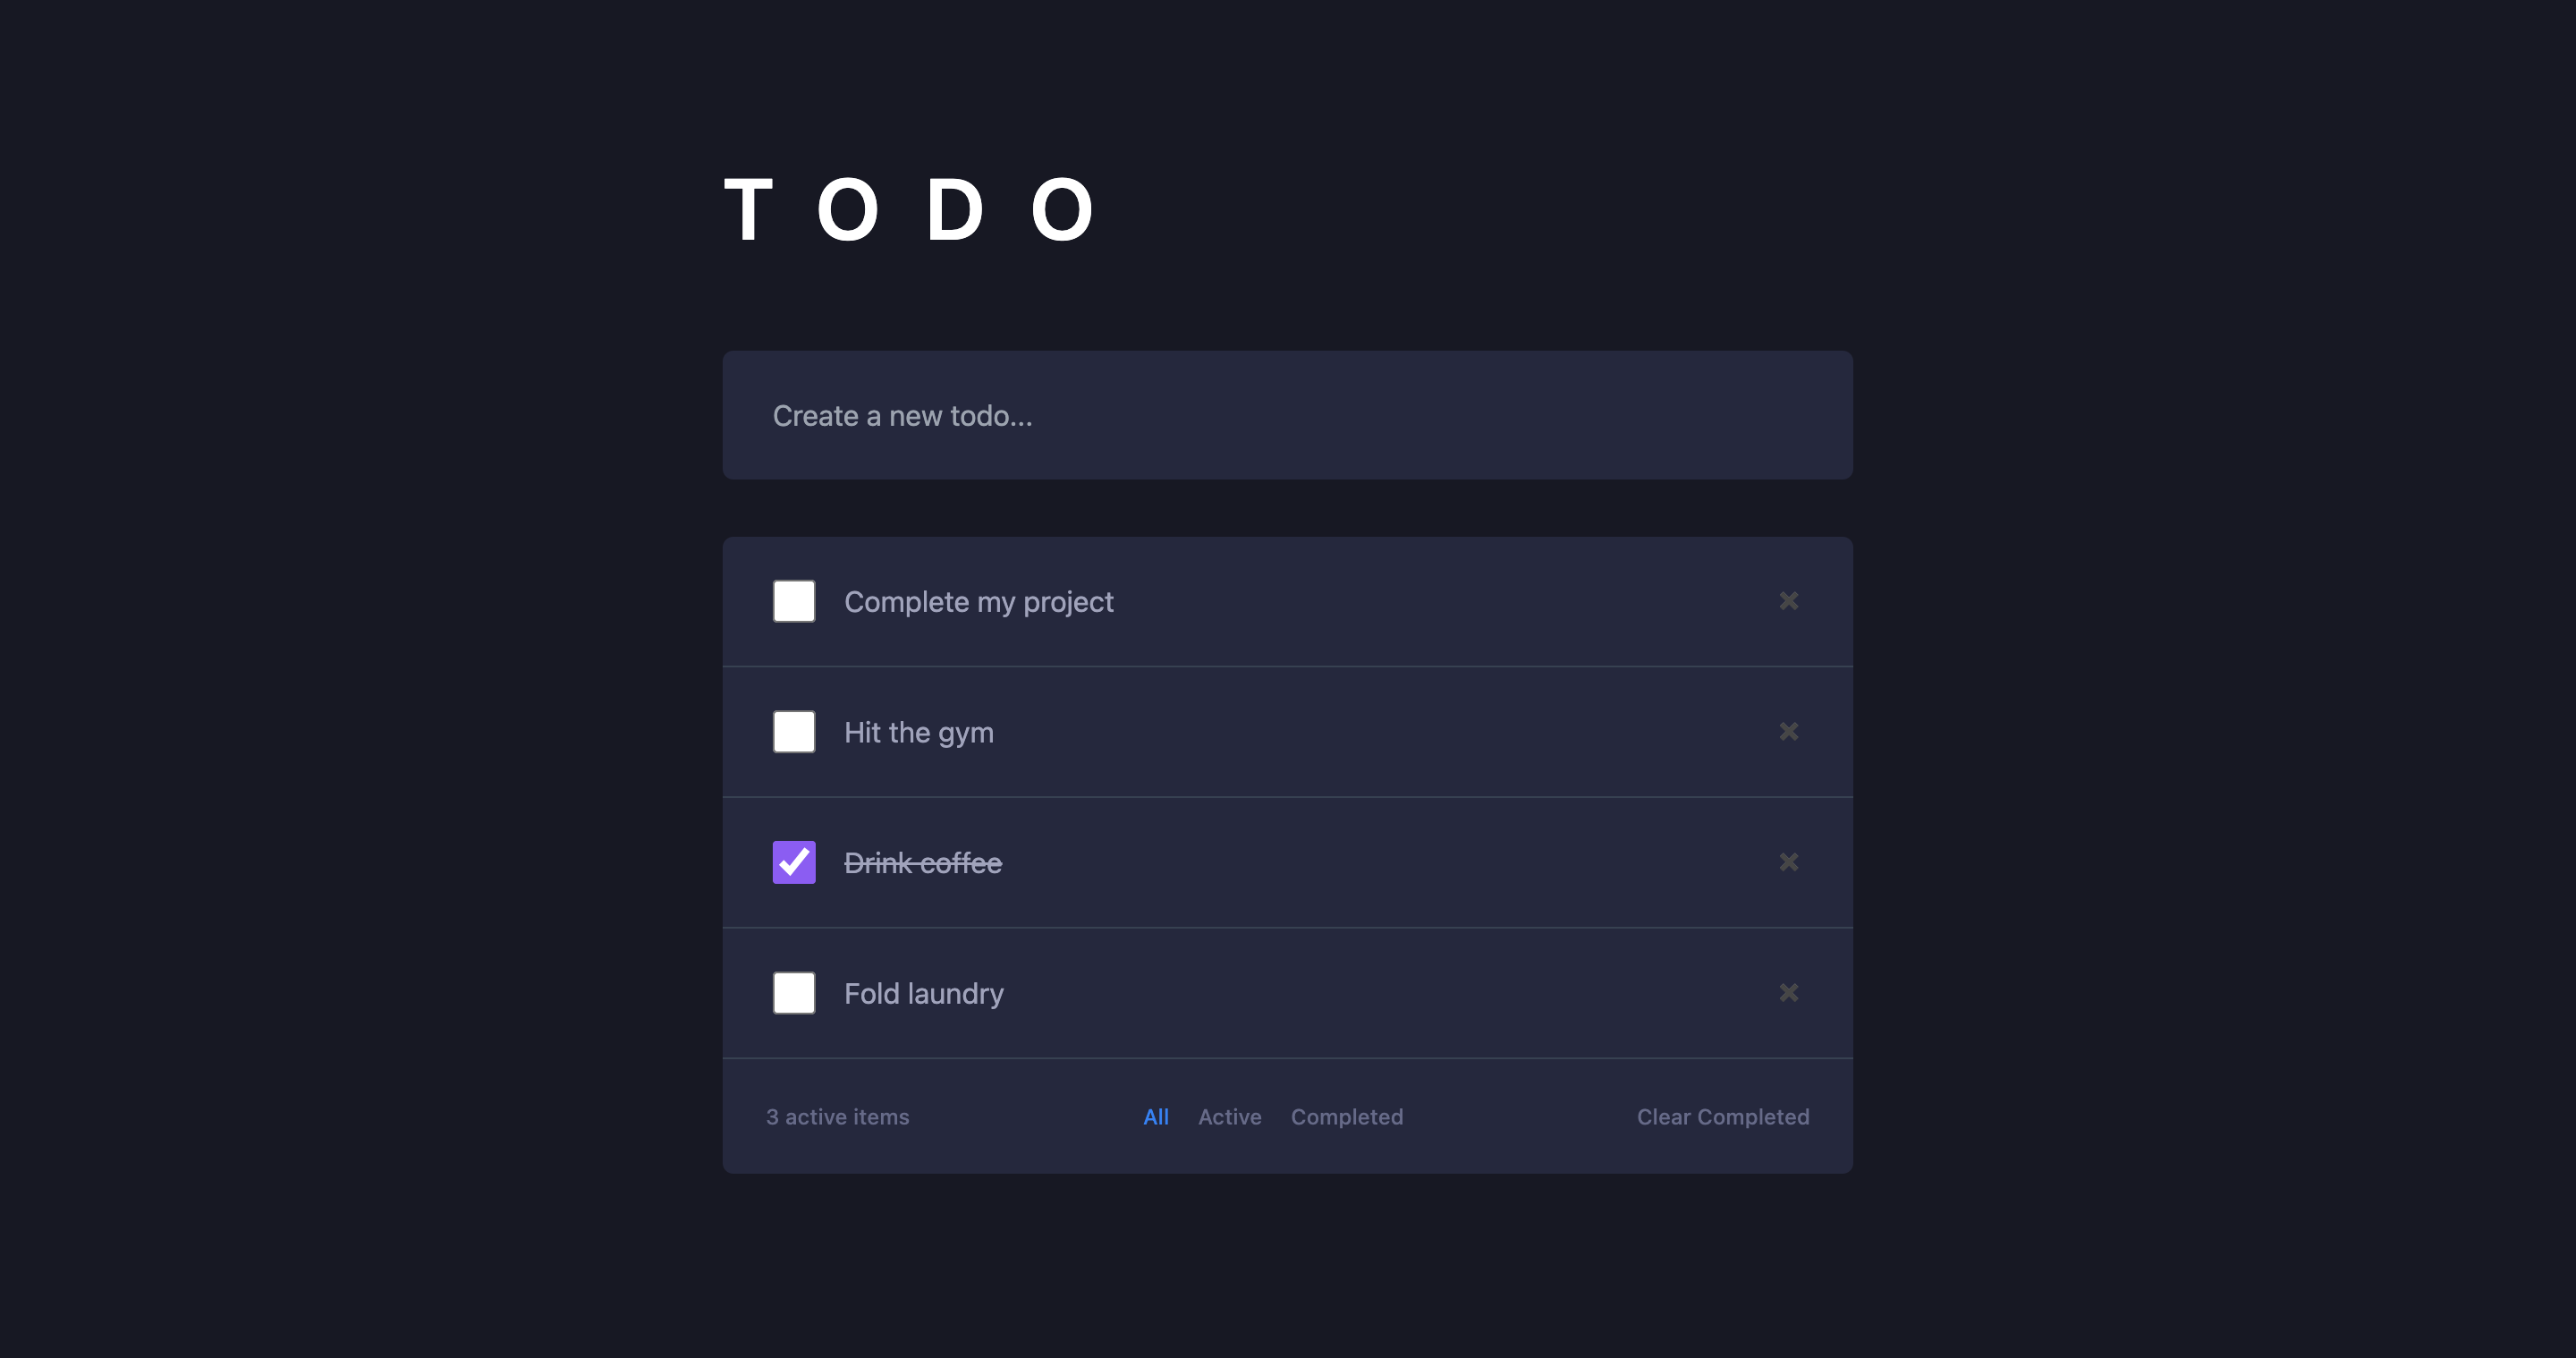 T O D O
Create a new todo...
Complete my project
Hit the gym
Drink coffee
Fold laundry
3 active items All Active Completed Clear Completed